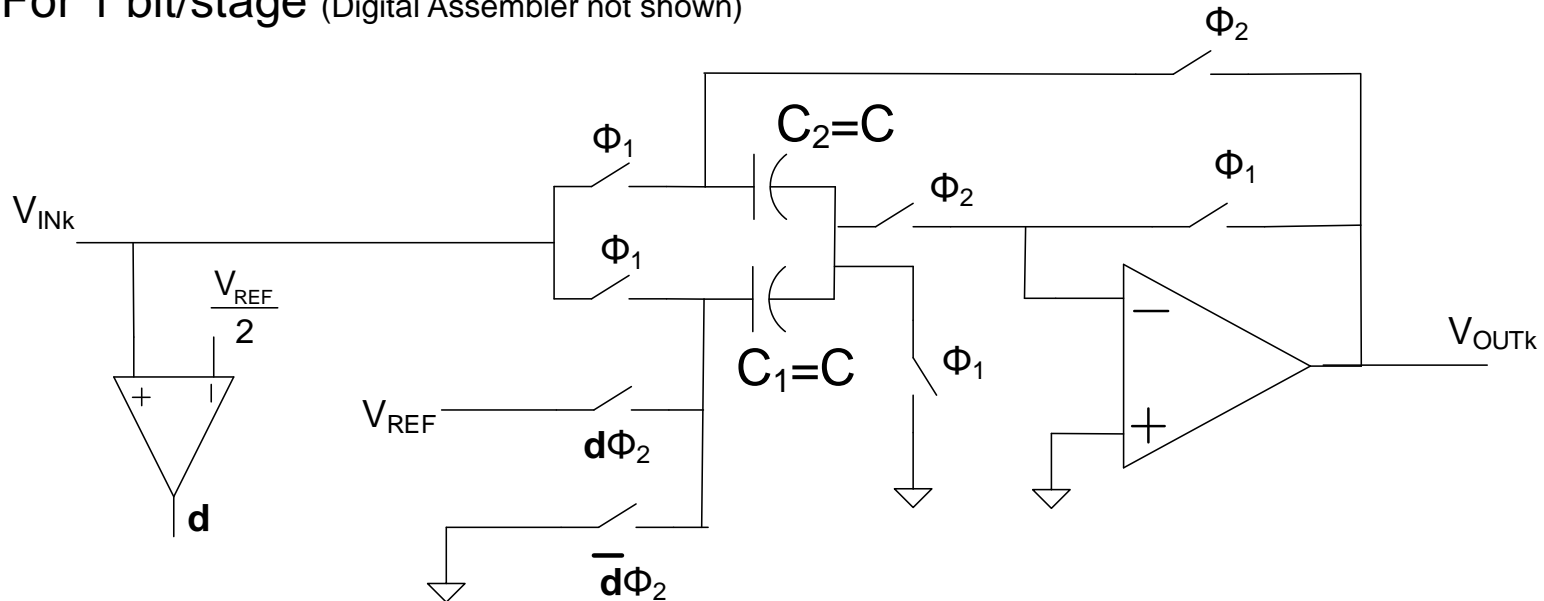 For 1 bit/stage (Digital Assembler not shown)
Φ2
C2=C
Φ1
Φ1
Φ2
VINk
Φ1
VREF
2
VOUTk
C1=C
Φ1
+
−
−
+
VREF
dΦ2
d
d̅Φ2